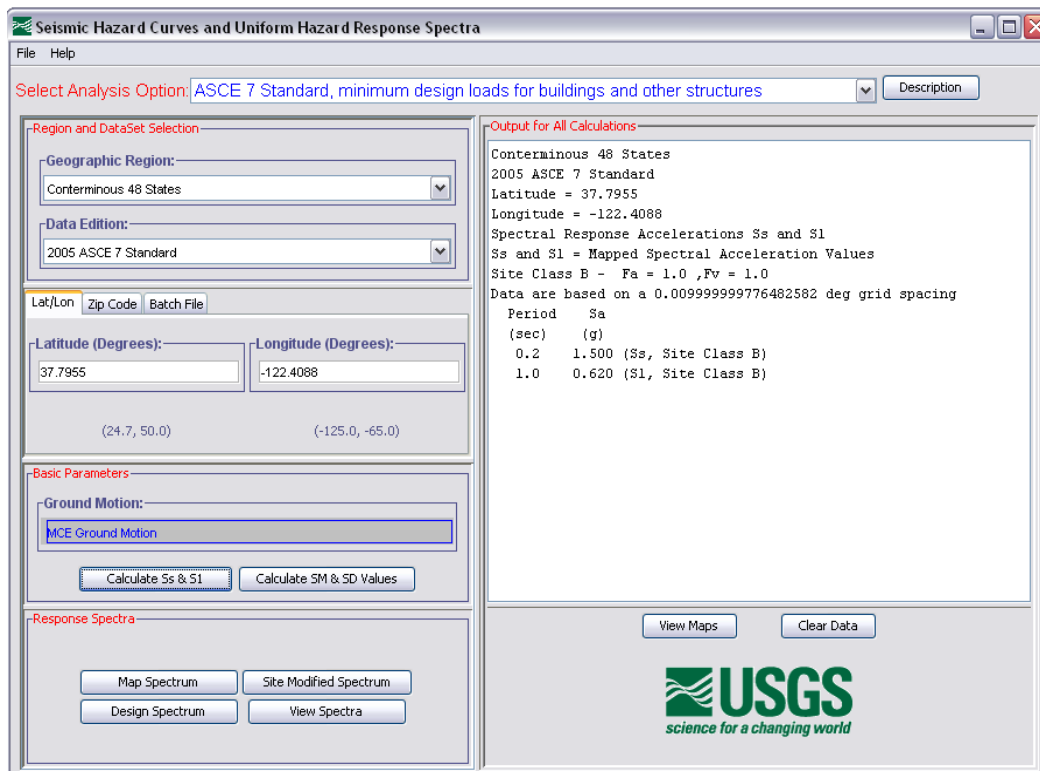 Seismic Hazard Curves and Uniform Hazard Response Spectra
File Help
Select Analysis Option: ASCE 7 Standard, minimum design loads for buildings and other structures Description
Region and DataSet Selection
Geographic Region:
Conterminous 48 States
Data Edition:
2005 ASCE 7 Standard
Lat/Lon Zip Code Batch File
Latitude (Degrees): Longitude (Degrees):
37.7955 -122.4088
(24.7, 50.0) (-125.0, -65.0)
Basic Parameters
Ground Motion:
MCE Ground Motion
Calculate Ss & S1 Calculate SM & SD Values
Response Spectra
Map Spectrum Site Modified Spectrum
Design Spectrum View Spectra
Output for All Calculations
Conterminous 48 States
2005 ASCE 7 Standard
Latitude = 37.7955
Longitude = -122.4088
Spectral Response Accelerations Ss and S1
Ss and S1 = Mapped Spectral Acceleration Values
Site Class B - Fa = 1.0 ,Fv = 1.0
Data are based on a 0.009999999776482582 deg grid spacing
Period Sa
(sec) (g)
0.2 1.500 (Ss, Site Class B)
1.0 0.620 (S1, Site Class B)
View Maps Clear Data
USGS
science for a changing world